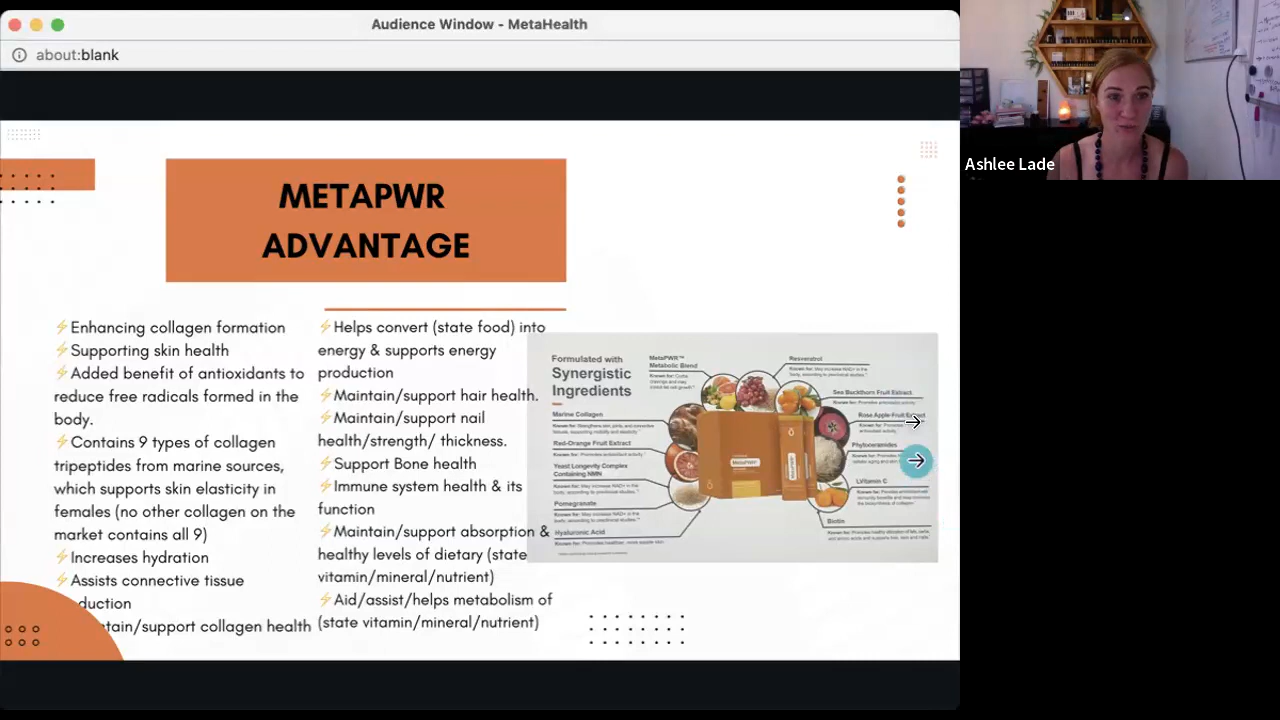 Audience Window - MetaHealth
about:blank
Ashlee Lade
METAPWR
ADVANTAGE
⚡Enhancing collagen formation
⚡Supporting skin health
⚡Added benefit of antioxidants to
reduce free radicals formed in the
body.
⚡Contains 9 types of collagen
tripeptides from marine sources,
which supports skin elasticity in
females (no other collgen on the
market contains all 9)
⚡Increases hydration
⚡Assists connective tissue
duction
tain/support collagen health
⚡Helps convert (state food) into
energy & supports energy
production
⚡Maintain/support hair health.
⚡Maintain/support nail
health/strength/ thickness.
⚡Support Bone health
⚡Immune system health & its
function
⚡Maintain/support absorption &
healthy levels of dietary (state
vitamin/mineral/nutrient)
⚡Aid/assist/helps metabolism of
(state vitamin/mineral/nutrient)
Formulated with
Synergistic
Ingredients
MetaPWR™
Metabolic Blend
Resveratrol
Sea Buckthorn Fruit Extract
Rose Apple Fruit Extract
Phytoceramides
Vitamin C
Biotin
Marine Collagen
Red-Orange Fruit Extract
Yeast Longevity Complex
Containing NMN
Pomegranate
Hyaluronic Acid
MetaPWR